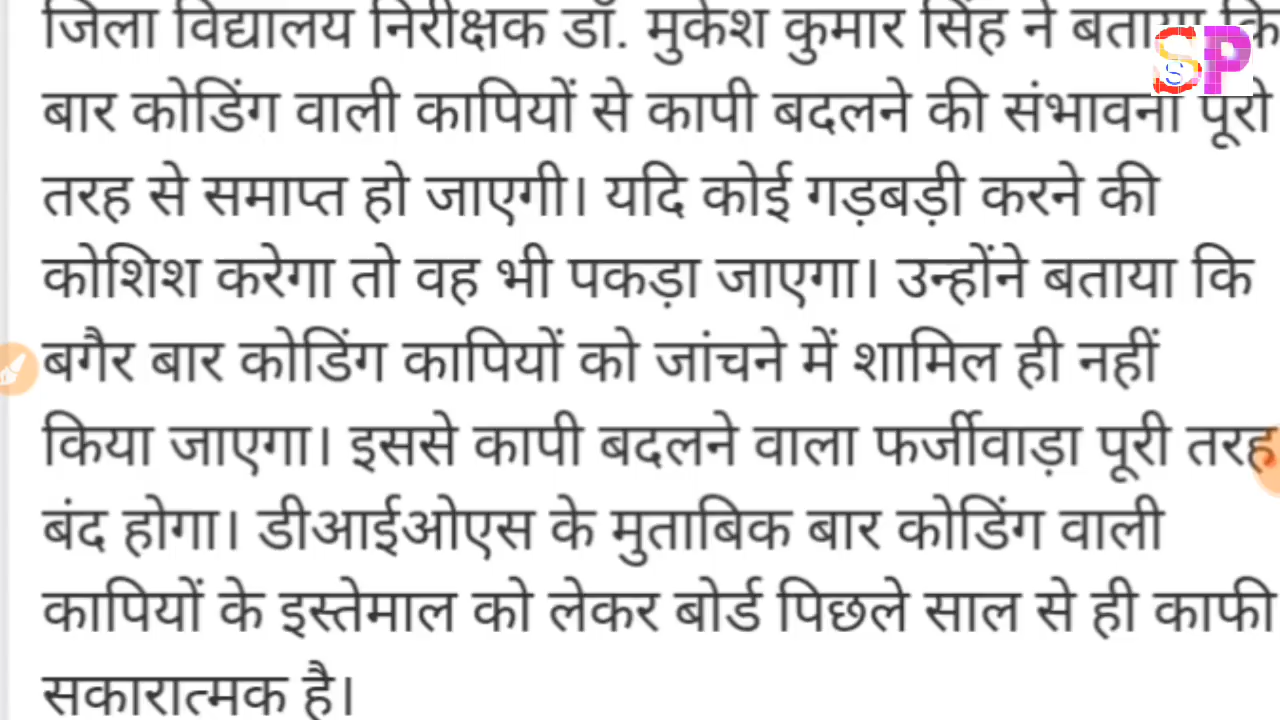 जिला विद्यालय निरीक्षक डॉ. मुकेश कुमार सिंह ने बताया कि
SP
S
बार कोडिंग वाली कापियों से कापी बदलने की संभावना पूरी
तरह से समाप्त हो जाएगी। यदि कोई गड़बड़ी करने की
कोशिश करेगा तो वह भी पकड़ा जाएगा। उन्होंने बताया कि
बगैर बार कोडिंग कापियों को जांचने में शामिल ही नहीं
किया जाएगा। इससे कापी बदलने वाला फर्जीवाड़ा पूरी तरह
बंद होगा। डीआईओएस के मुताबिक बार कोडिंग वाली
कापियों के इस्तेमाल को लेकर बोर्ड पिछले साल से ही काफी
सकारात्मक है।